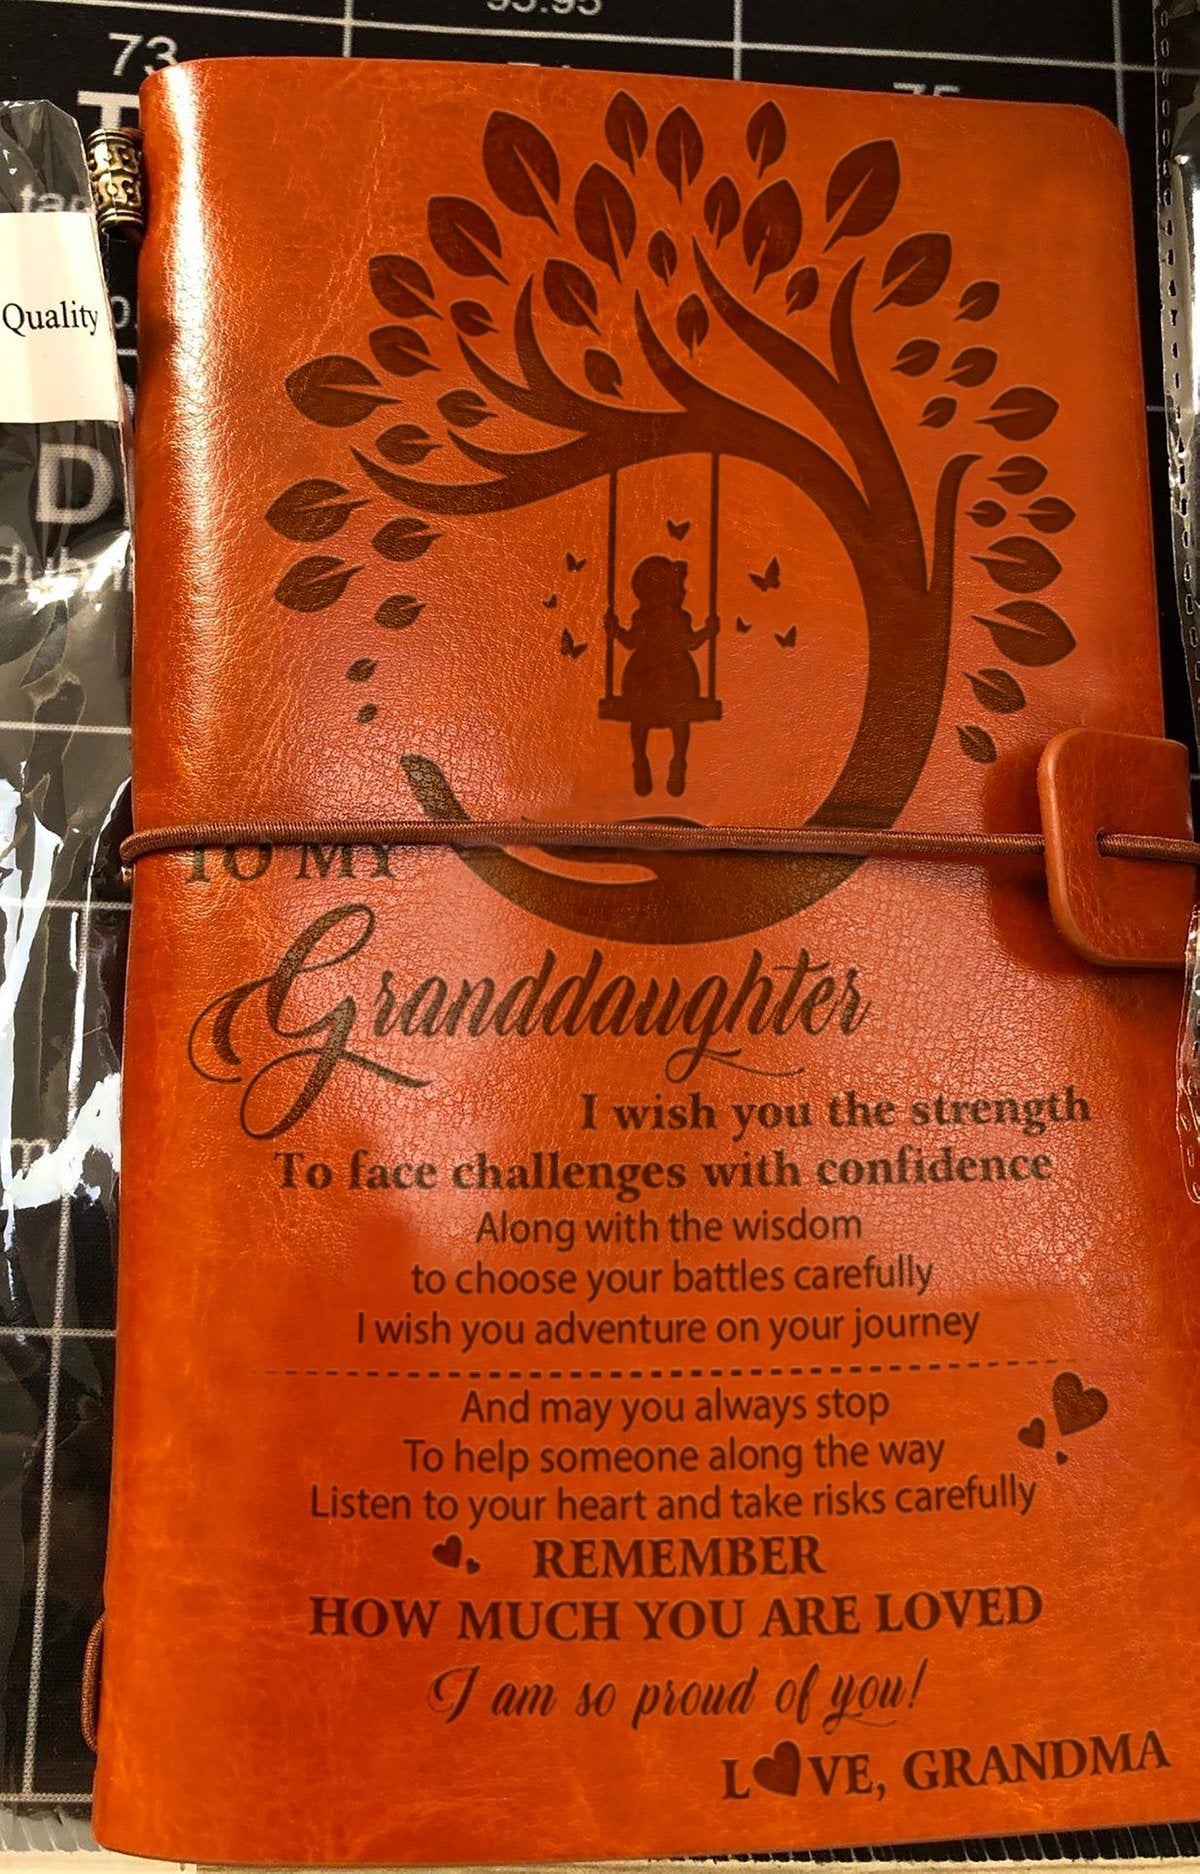 95.95
73
Quality
D
TO MY
Granddaughter
I wish you the strength
To face challenges with confidence
Along with the wisdom
to choose your battles carefully
I wish you adventure on your journey
And may you always stop
To help someone along the way
Listen to your heart and take risks carefully
REMEMBER
HOW MUCH YOU ARE LOVED
I am so proud of you!
LOVE, GRANDMA